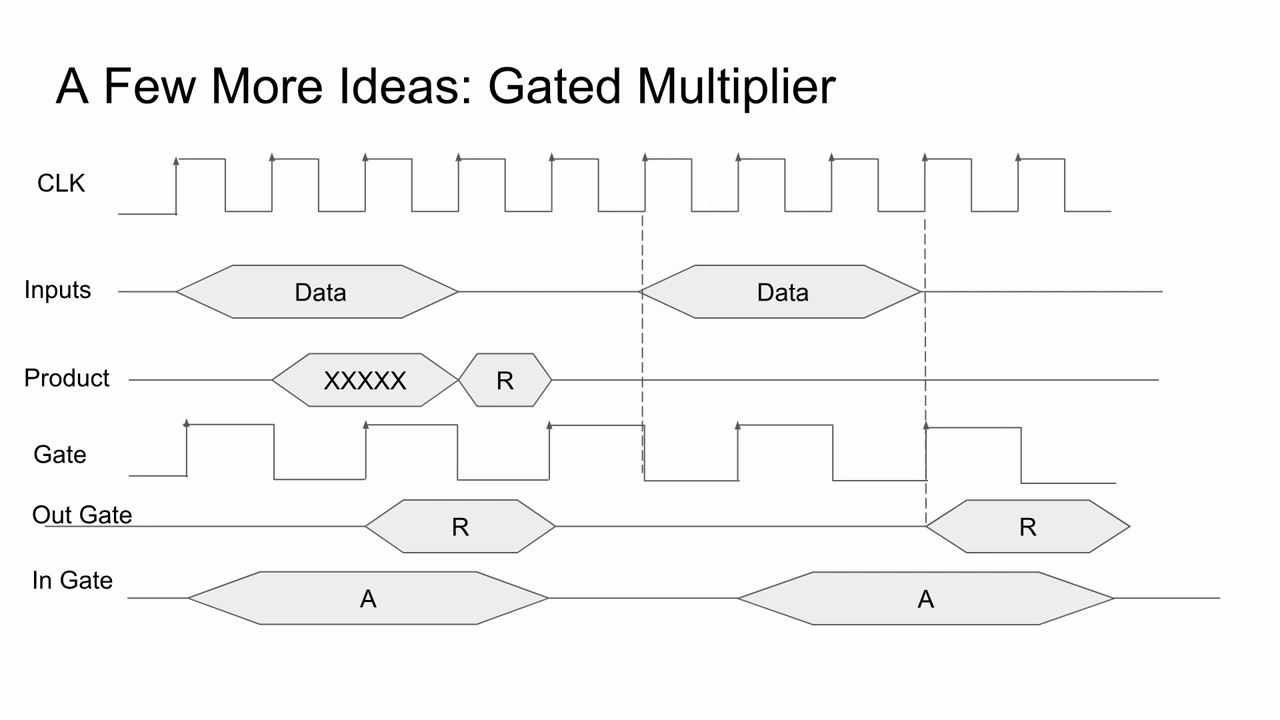 A Few More Ideas: Gated Multiplier
CLK
Inputs
Data
Data
Product
XXXXX
R
Gate
Out Gate
R
R
In Gate
A
A